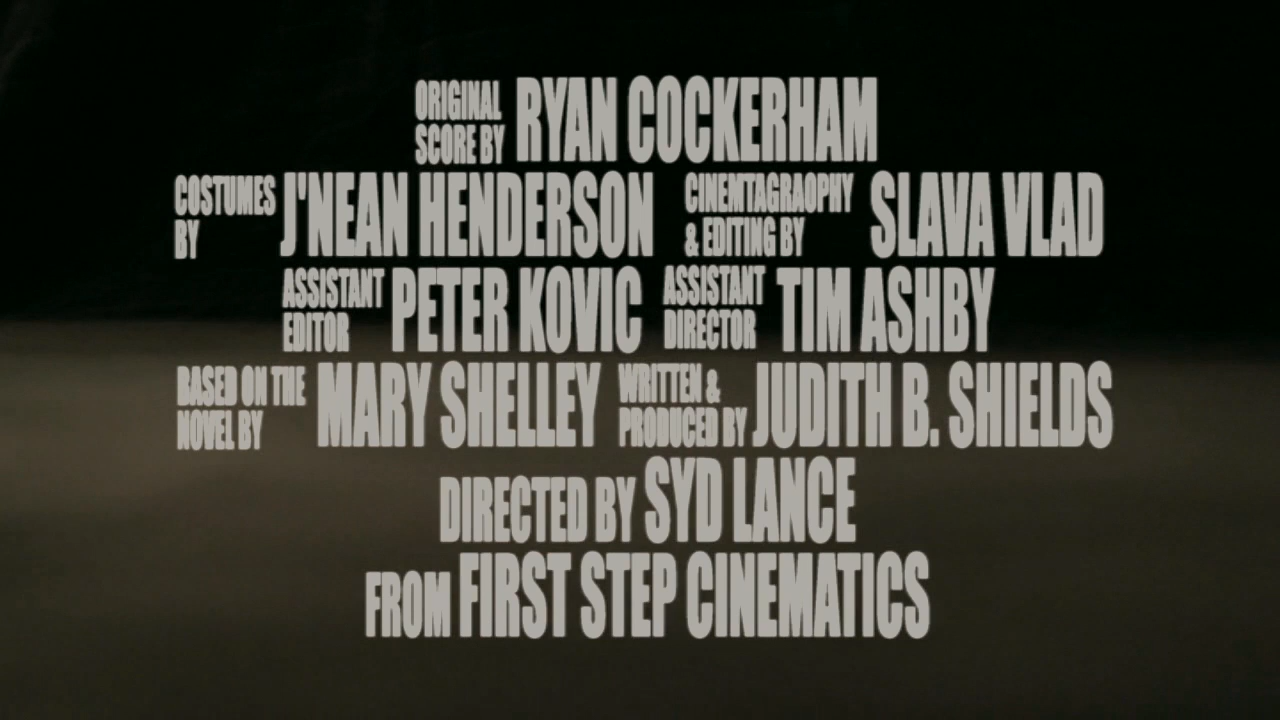 ORIGINAL SCORE BY RYAN COCKERHAM
COSTUMES BY J'NEAN HENDERSON CINEMTAGRAOPHY & EDITING BY SLAVA VLAD
ASSISTANT EDITOR PETER KOVIC ASSISTANT DIRECTOR TIM ASHBY
BASED ON THE NOVEL BY MARY SHELLEY WRITTEN & PRODUCED BY JUDITH B. SHIELDS
DIRECTED BY SYD LANCE
FROM FIRST STEP CINEMATICS